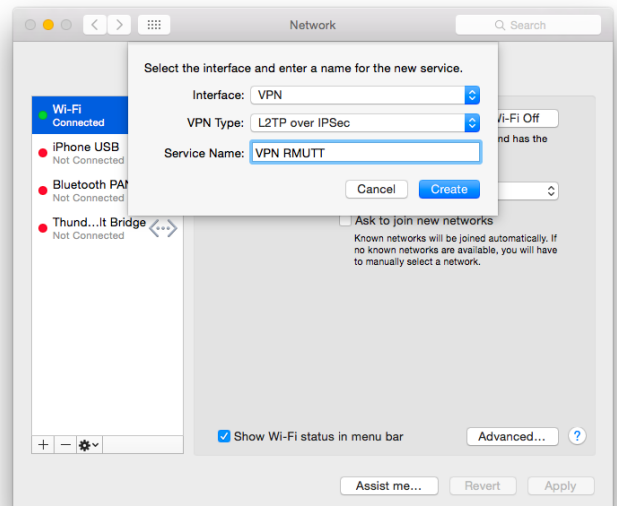 Network
Search
Select the interface and enter a name for the new service.
Interface: VPN
VPN Type: L2TP over IPSec
Service Name: VPN RMUTT
Cancel
Create
Wi-Fi
Connected
iPhone USB
Not Connected
Bluetooth PAN
Not Connected
Thund...lt Bridge
Not Connected
Wi-Fi Off
nd has the
Ask to join new networks
Known networks will be joined automatically. If
no known networks are available, you will have
to manually select a network.
Show Wi-Fi status in menu bar
Advanced...
?
Assist me...
Revert
Apply